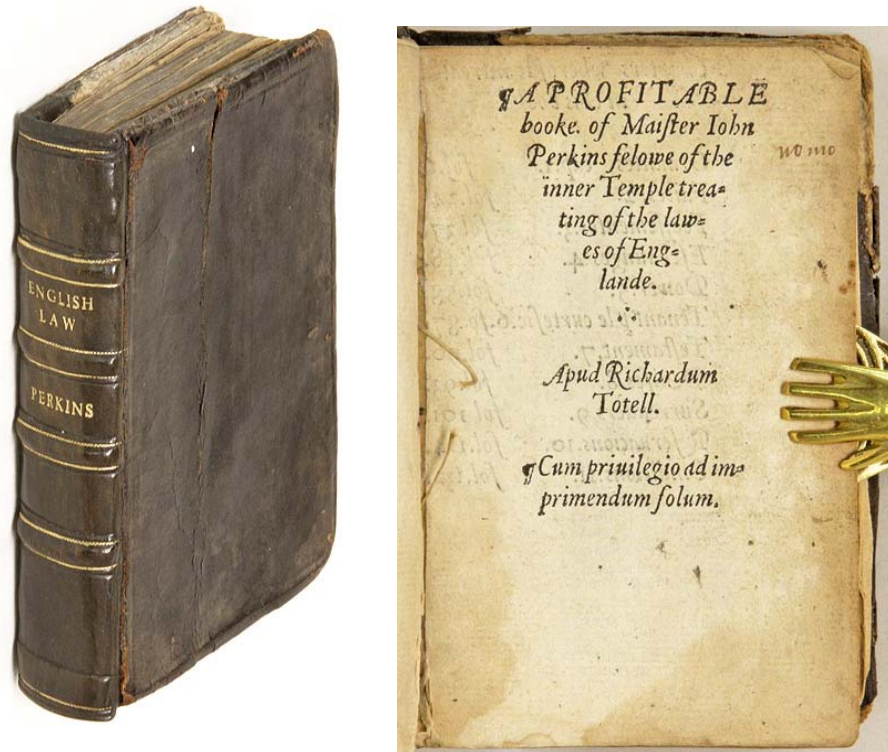 ENGLISH
LAW
PERKINS
¶A PROFITABLE
booke. of Maiſter Iohn
Perkins felowe of the
inner Temple trea=
ting of the law=
es of Eng=
lande.
Apud Richardum
Totell.
¶Cum priuilegio ad im=
primendum ſolum.